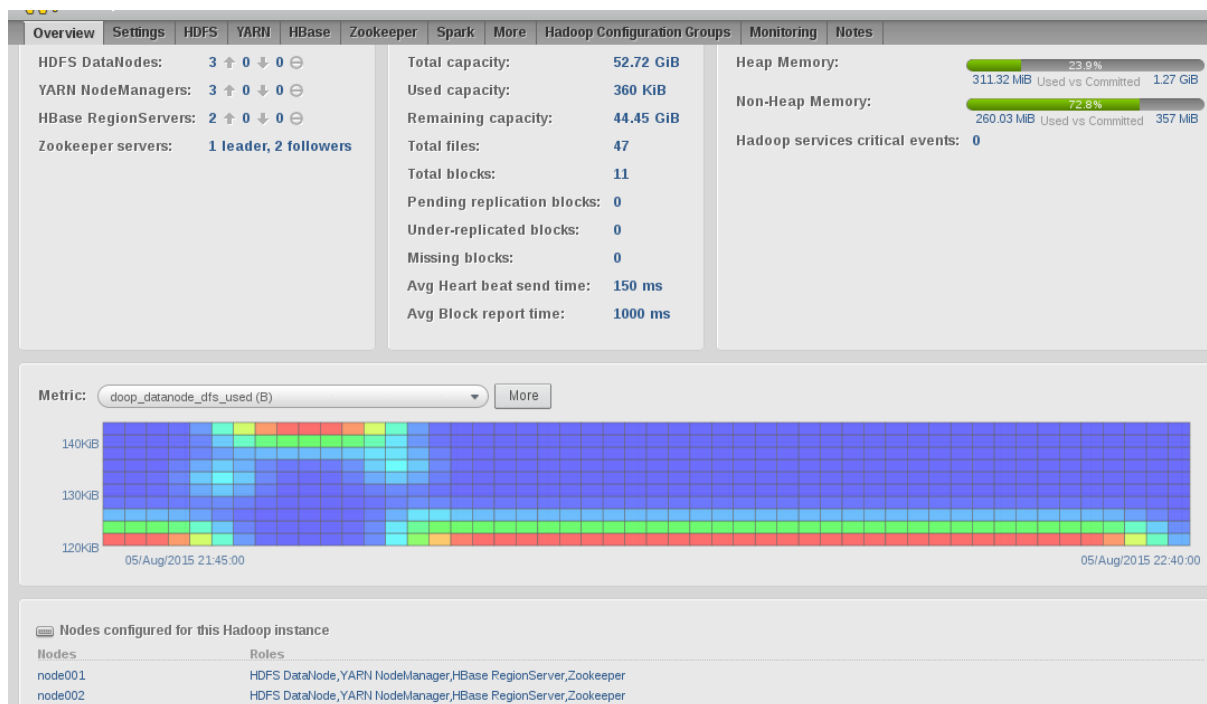 Overview Settings HDFS YARN HBase Zookeeper Spark More Hadoop Configuration Groups Monitoring Notes
HDFS DataNodes: 3 0 0
YARN NodeManagers: 3 0 0
HBase RegionServers: 2 0 0
Zookeeper servers: 1 leader, 2 followers
Total capacity: 52.72 GiB
Used capacity: 360 KiB
Remaining capacity: 44.45 GiB
Total files: 47
Total blocks: 11
Pending replication blocks: 0
Under-replicated blocks: 0
Missing blocks: 0
Avg Heart beat send time: 150 ms
Avg Block report time: 1000 ms
Heap Memory: 23.9%
311.32 MiB Used vs Committed 1.27 GiB
Non-Heap Memory: 72.8%
260.03 MiB Used vs Committed 357 MiB
Hadoop services critical events: 0
Metric: doop_datanode_dfs_used (B) More
140KiB
130KiB
120KiB
05/Aug/2015 21:45:00 05/Aug/2015 22:40:00
Nodes configured for this Hadoop instance
Nodes Roles
node001 HDFS DataNode,YARN NodeManager,HBase RegionServer,Zookeeper
node002 HDFS DataNode,YARN NodeManager,HBase RegionServer,Zookeeper